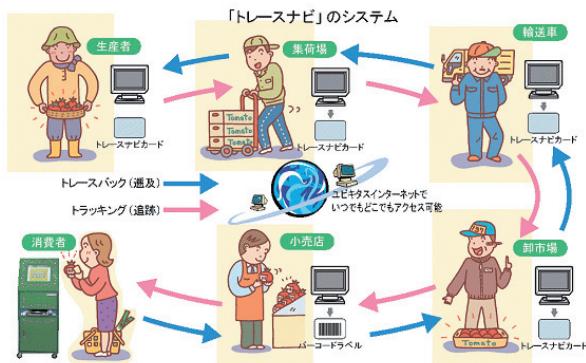 「トレースナビ」のシステム
生産者
集荷場
輸送車
Tomato
Tomato
Tomato
トレースナビカード
トレースナビカード
トレースナビカード
トレースバック（遡及）
トラッキング（追跡）
ユビキタスインターネットで
いつでもどこでもアクセス可能
消費者
小売店
卸市場
バーコードラベル
Tomato
トレースナビカード